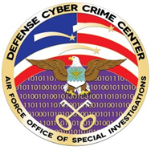 DEFENSE CYBER CRIME CENTER
AIR FORCE OFFICE OF SPECIAL INVESTIGATIONS